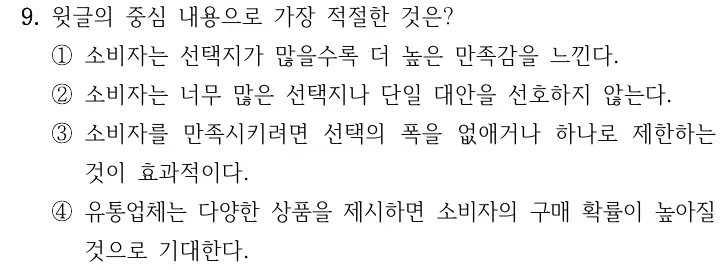 9. 윗글의 중심 내용으로 가장 적절한 것은?
① 소비자는 선택지가 많을수록 더 높은 만족감을 느낀다.
② 소비자는 너무 많은 선택지나 단일 대안을 선호하지 않는다.
③ 소비자를 만족시키려면 선택의 폭을 없애거나 하나로 제한하는
것이 효과적이다.
④ 유통업체는 다양한 상품을 제시하면 소비자의 구매 확률이 높아질
것으로 기대한다.